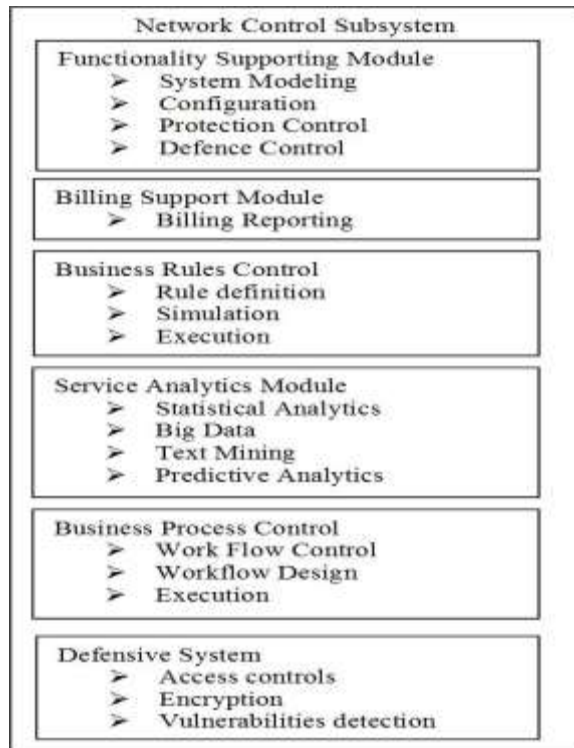 Network Control Subsystem
Functionality Supporting Module
➢ System Modeling
➢ Configuration
➢ Protection Control
➢ Defence Control
Billing Support Module
➢ Billing Reporting
Business Rules Control
➢ Rule definition
➢ Simulation
➢ Execution
Service Analytics Module
➢ Statistical Analytics
➢ Big Data
➢ Text Mining
➢ Predictive Analytics
Business Process Control
➢ Work Flow Control
➢ Workflow Design
➢ Execution
Defensive System
➢ Access controls
➢ Encryption
➢ Vulnerabilities detection